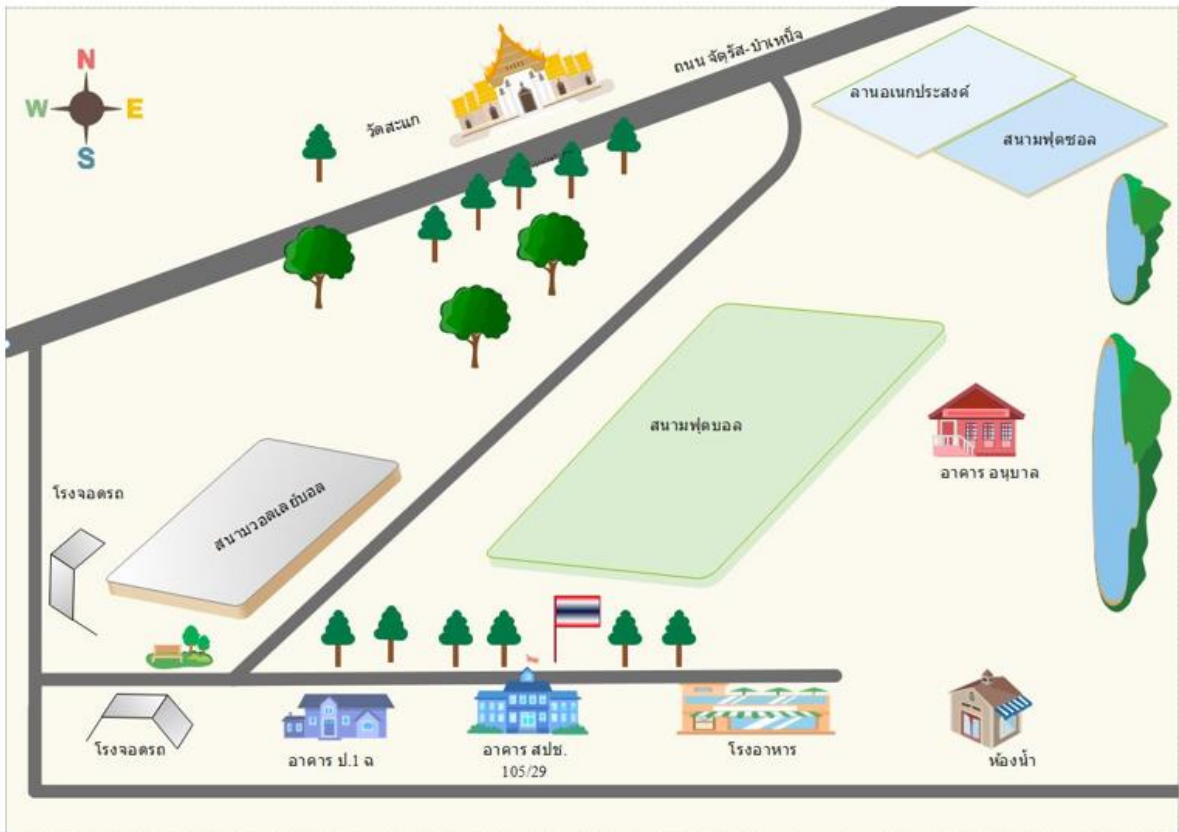 N
W
E
S
วัดสะแก
ถนน จัตุรัส-บำเหน็จ
ลานอเนกประสงค์
สนามฟุตซอล
สนามฟุตบอล
อาคาร อนุบาล
โรงจอดรถ
สนามวอลเลย์บอล
โรงจอดรถ
อาคาร ป.1 ฉ
อาคาร สปช.
105/29
โรงอาหาร
ห้องน้ำ